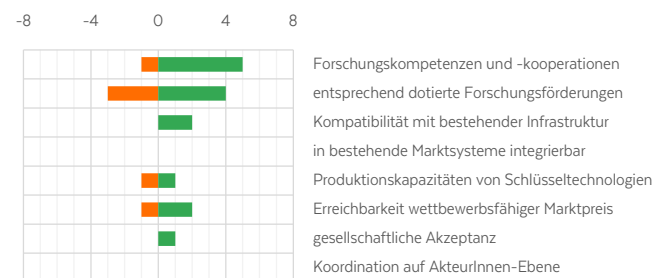 -8 -4 0 4 8
Forschungskompetenzen und -kooperationen
entsprechend dotierte Forschungsförderungen
Kompatibilität mit bestehender Infrastruktur
in bestehende Marktsysteme integrierbar
Produktionskapazitäten von Schlüsseltechnologien
Erreichbarkeit wettbewerbsfähiger Marktpreis
gesellschaftliche Akzeptanz
Koordination auf AkteurInnen-Ebene